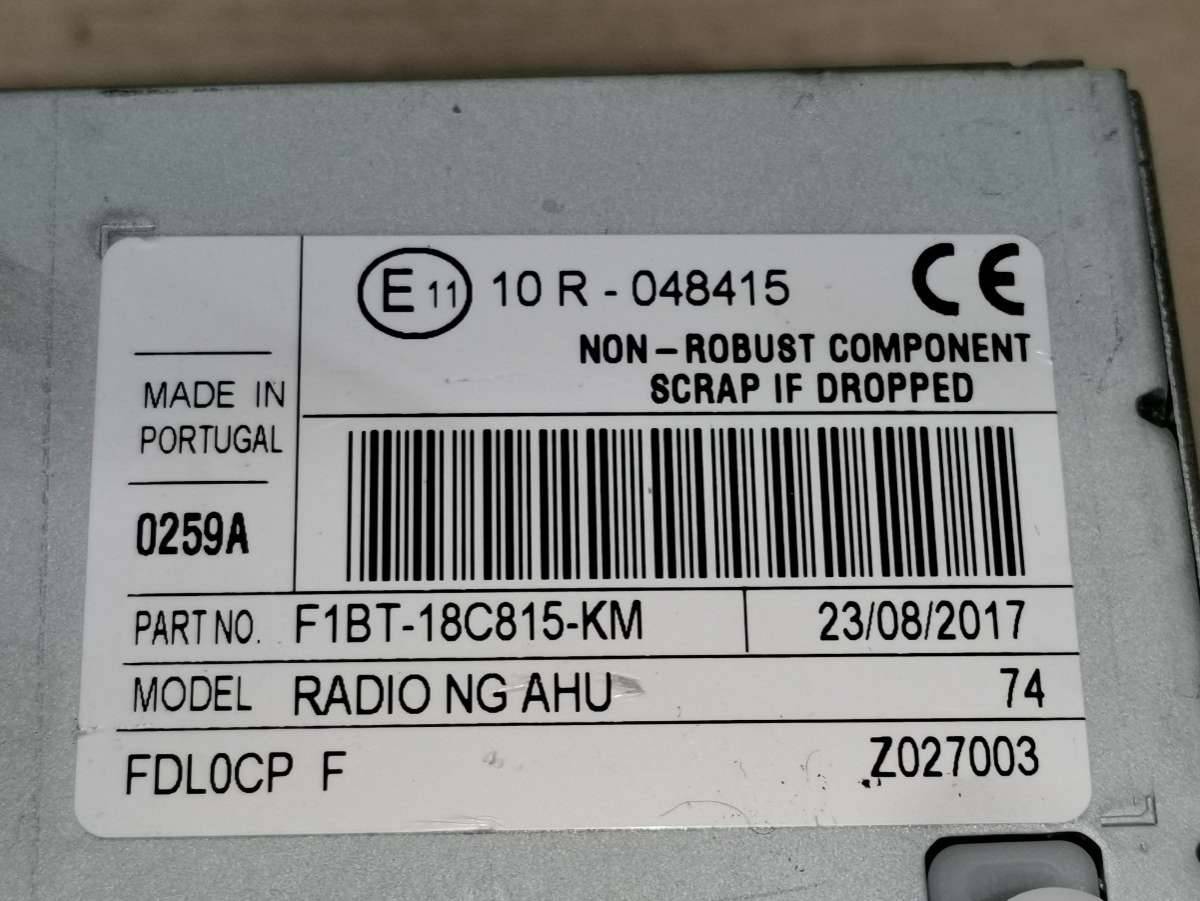 E 11 10 R - 048415 CE
NON - ROBUST COMPONENT
SCRAP IF DROPPED
MADE IN
PORTUGAL
0259A
PART NO. F1BT-18C815-KM 23/08/2017
MODEL RADIO NG AHU 74
FDL0CP F Z027003